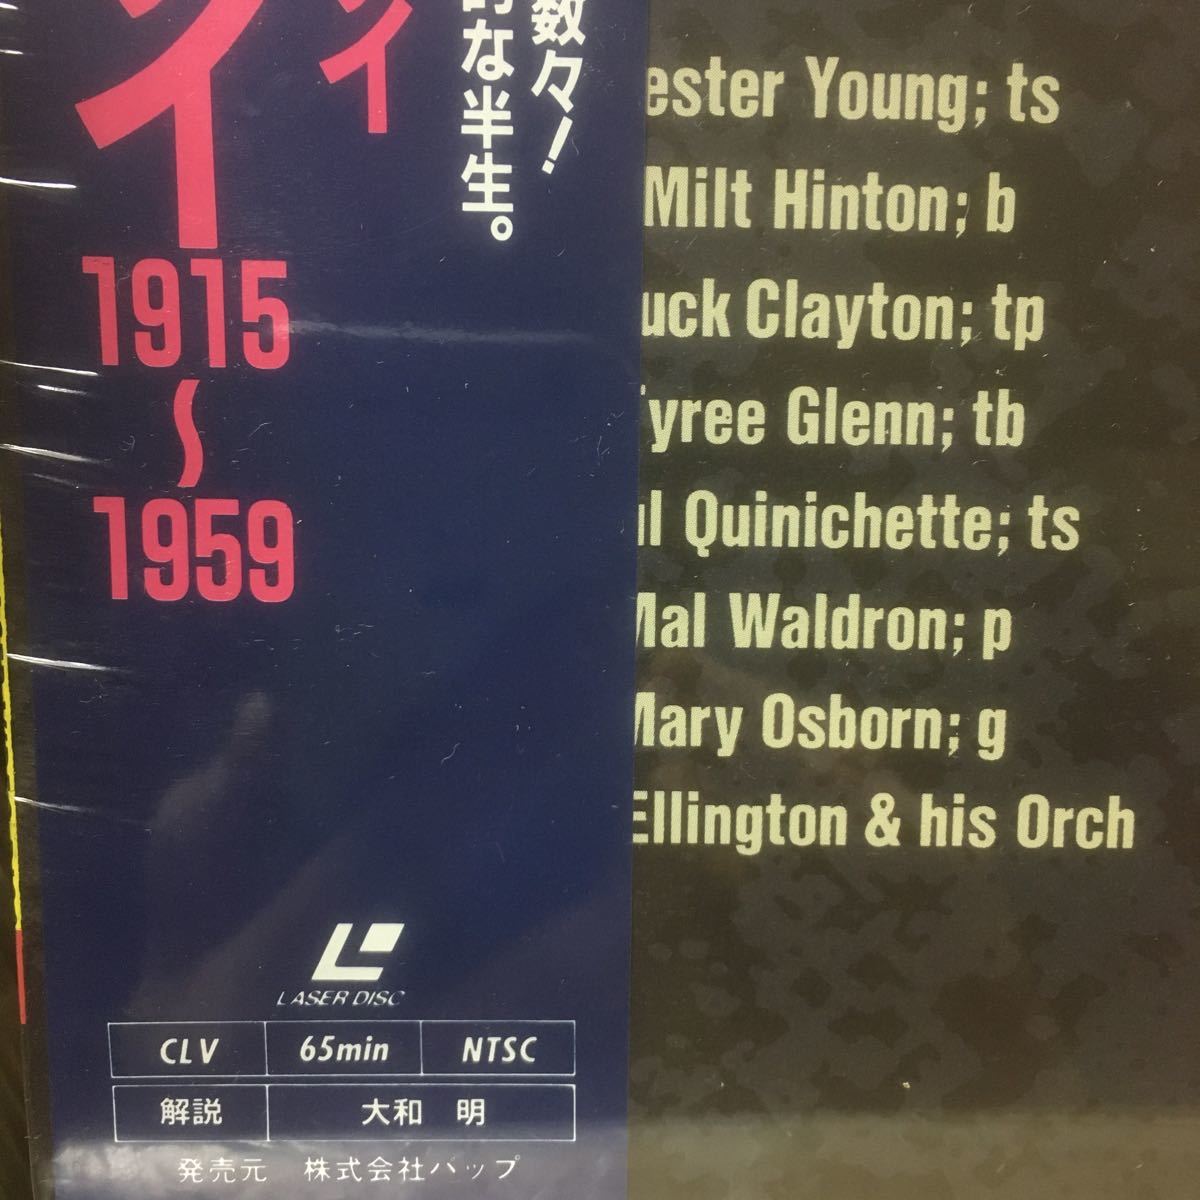 数々!
な半生。
イ
ィ
1915
~
1959
LASER DISC
CLV 65min NTSC
解説 大和 明
発売元 株式会社バップ
ester Young; ts
Milt Hinton; b
uck Clayton; tp
yree Glenn; tb
l Quinichette; ts
Mal Waldron; p
Mary Osborn; g
Ellington & his Orch